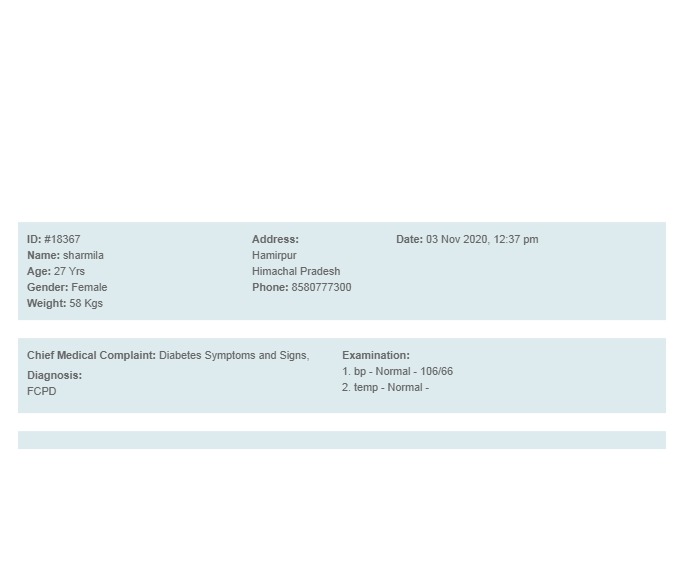 ID: #18367
Name: sharmila
Age: 27 Yrs
Gender: Female
Weight: 58 Kgs
Address:
Hamirpur
Himachal Pradesh
Phone: 8580777300
Date: 03 Nov 2020, 12:37 pm
Chief Medical Complaint: Diabetes Symptoms and Signs,
Diagnosis:
FCPD
Examination:
1. bp - Normal - 106/66
2. temp - Normal -